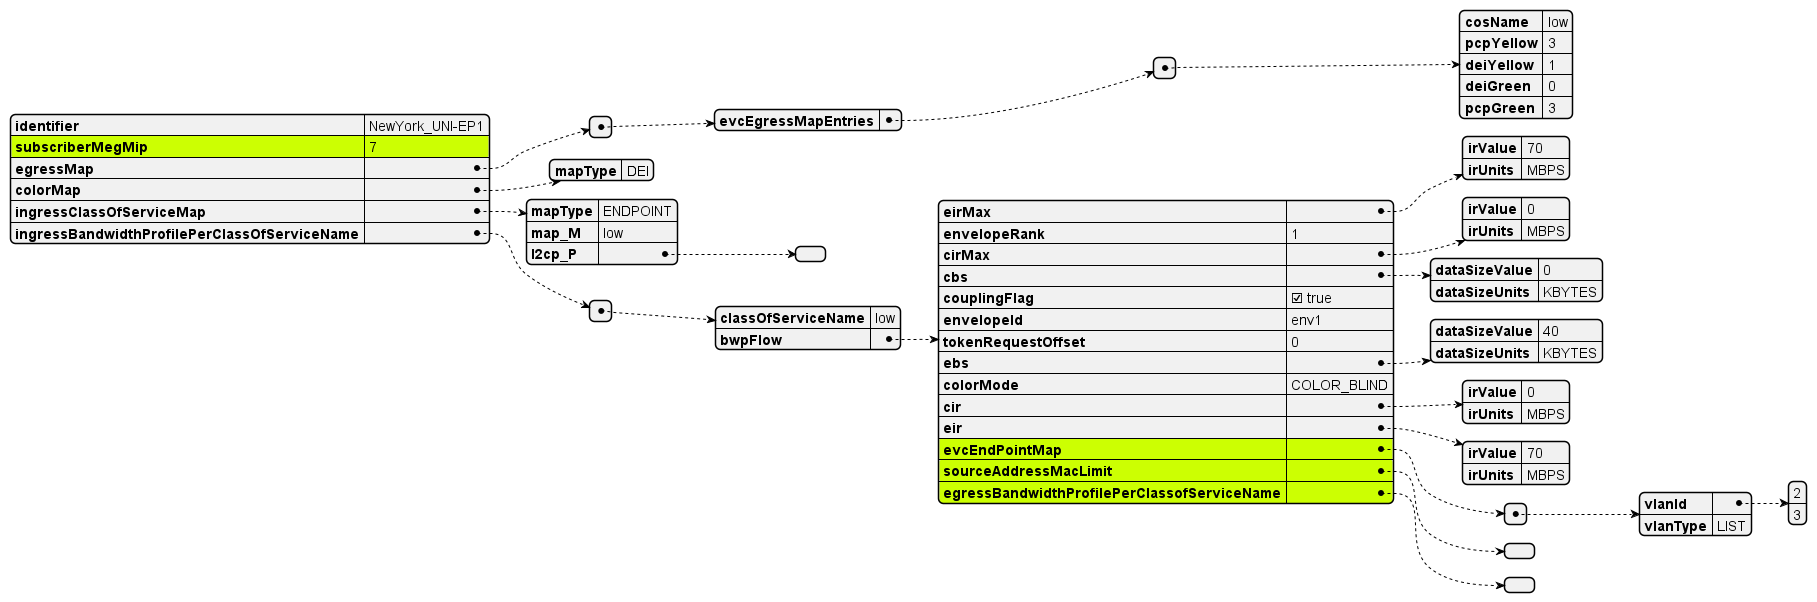 identifier NewYork_UNI-EP1
subscriberMegMip 7
egressMap
colorMap
ingressClassOfServiceMap
ingressBandwidthProfilePerClassOfServiceName
evcEgressMapEntries
cosName low
pcpYellow 3
deiYellow 1
deiGreen 0
pcpGreen 3
mapType DEI
mapType ENDPOINT
map_M low
l2cp_P
classOfServiceName low
bwpFlow
eirMax
envelopeRank 1
cirMax
cbs
couplingFlag ☑ true
envelopeId env1
tokenRequestOffset 0
ebs
colorMode COLOR_BLIND
cir
eir
evcEndPointMap
sourceAddressMacLimit
egressBandwidthProfilePerClassofServiceName
irValue 70
irUnits MBPS
irValue 0
irUnits MBPS
dataSizeValue 0
dataSizeUnits KBYTES
dataSizeValue 40
dataSizeUnits KBYTES
irValue 0
irUnits MBPS
irValue 70
irUnits MBPS
vlanId
vlanType LIST
2
3